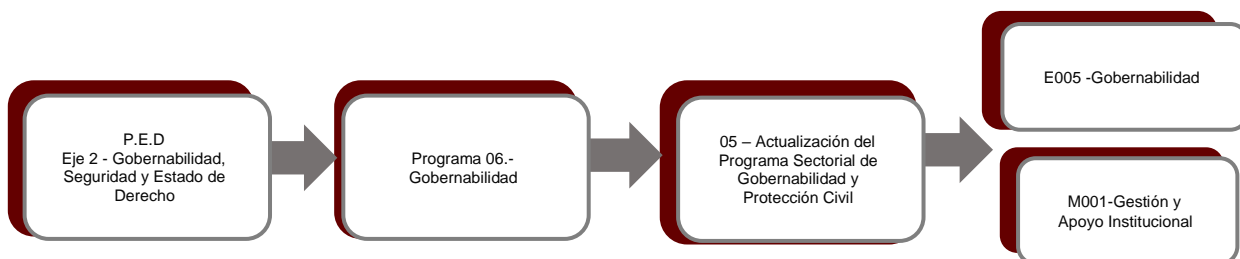 P.E.D
Eje 2 - Gobernabilidad,
Seguridad y Estado de
Derecho
Programa 06.-
Gobernabilidad
05 – Actualización del
Programa Sectorial de
Gobernabilidad y
Protección Civil
E005 -Gobernabilidad
M001-Gestión y
Apoyo Institucional